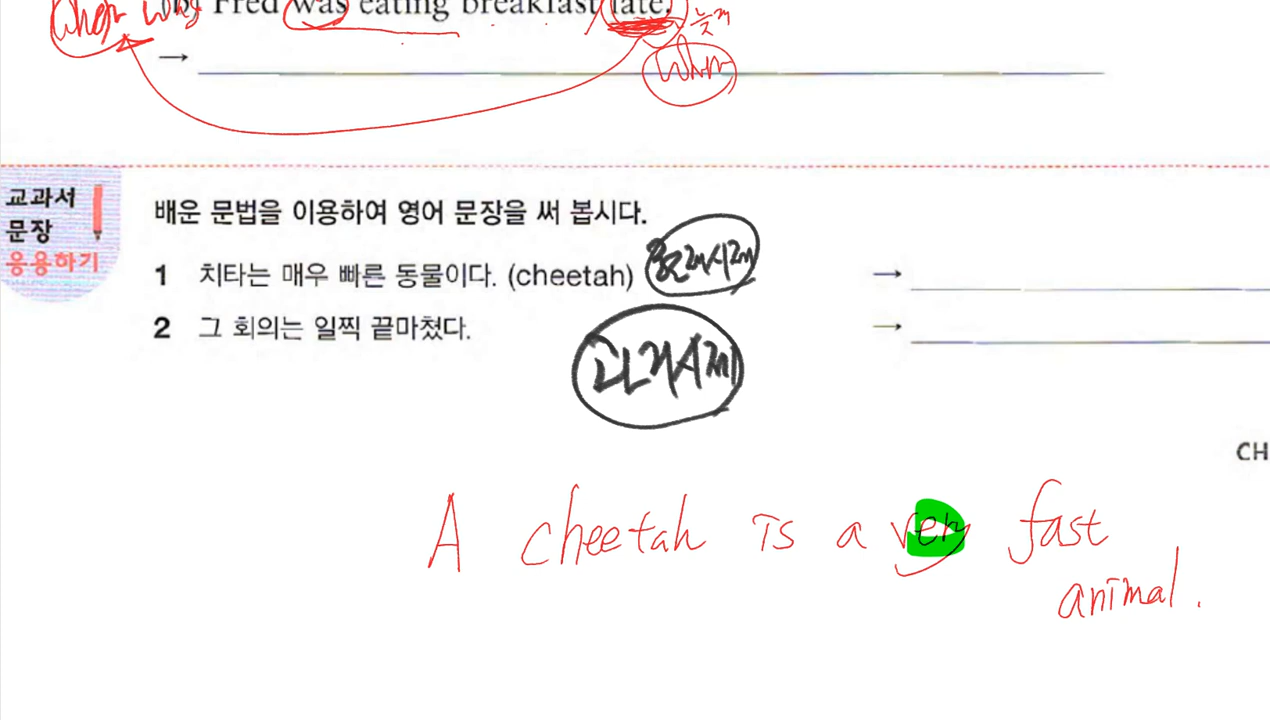 When why
Fred was eating breakfast late.
→
When
교과서
문장
응용하기
배운 문법을 이용하여 영어 문장을 써 봅시다.
1 치타는 매우 빠른 동물이다. (cheetah) 현재시제 →
2 그 회의는 일찍 끝마쳤다. →
과거시제
CH
A cheetah is a very fast
animal.